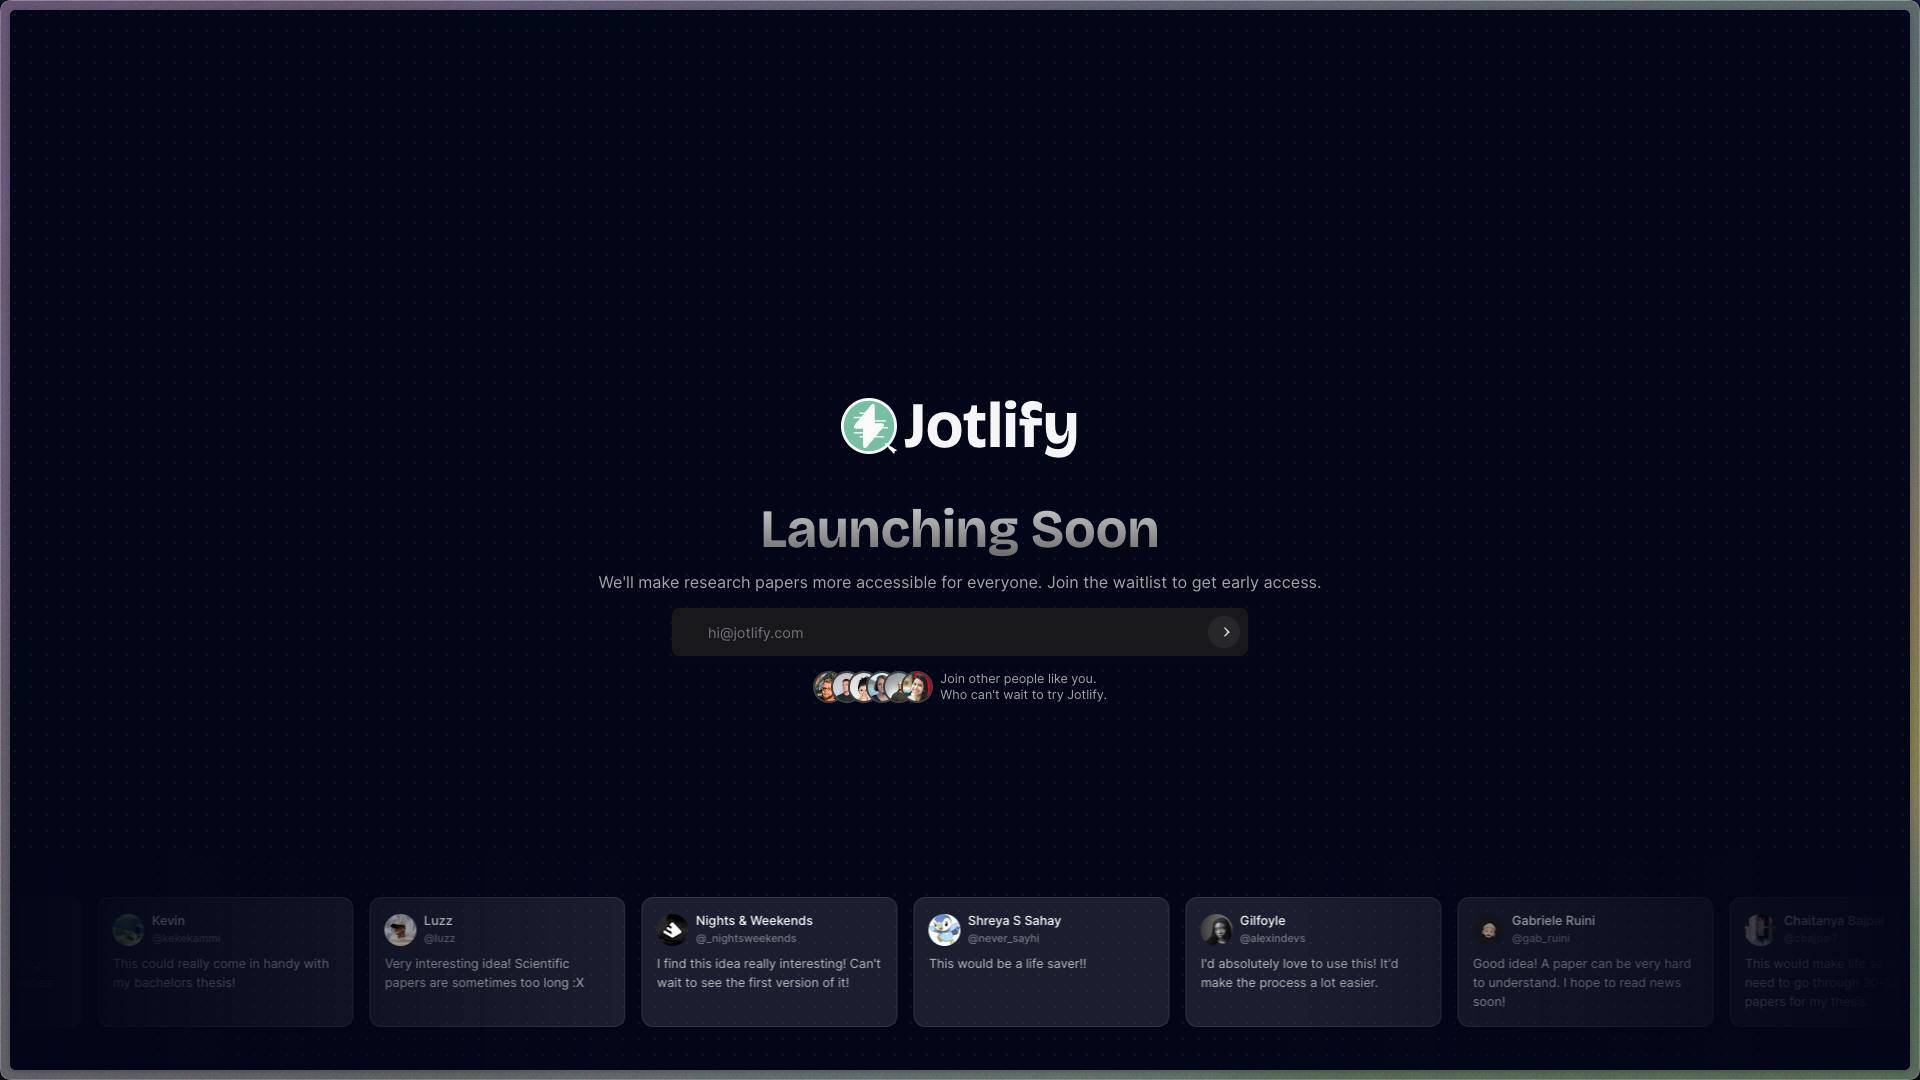 Jotlify
Launching Soon
We'll make research papers more accessible for everyone. Join the waitlist to get early access.
hi@jotlify.com
Join other people like you.
Who can't wait to try Jotlify.
Kevin
@kekekammi
This could really come in handy with
my bachelors thesis!
Luzz
@luzz
Very interesting idea! Scientific
papers are sometimes too long :X
Nights & Weekends
@_nightsweekends
I find this idea really interesting! Can't
wait to see the first version of it!
Shreya S Sahay
@never_sayhi
This would be a life saver!!
Gilfoyle
@alexindevs
I'd absolutely love to use this! It'd
make the process a lot easier.
Gabriele Ruini
@gab_ruini
Good idea! A paper can be very hard
to understand. I hope to read news
soon!
Chaitanya Bajpai
@cbajpai7
This would make life so
need to go through
papers for my thesis.